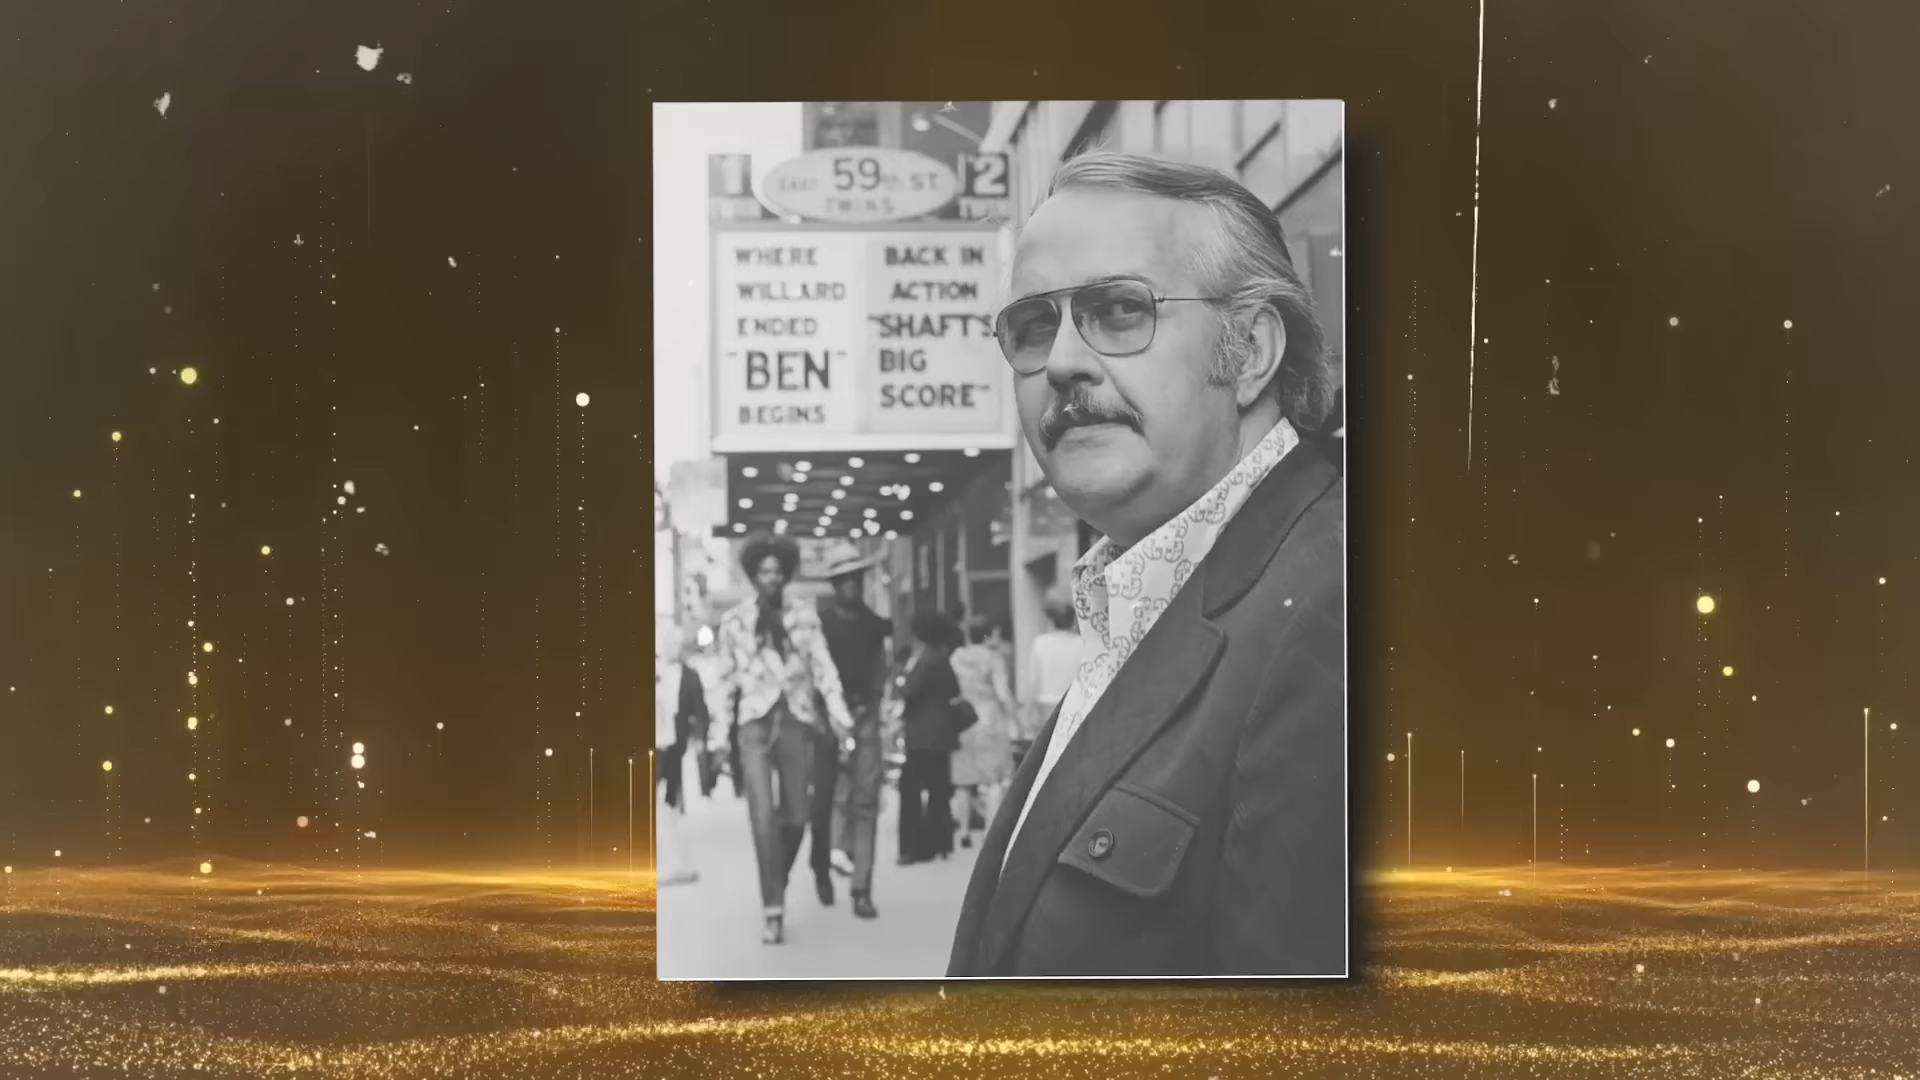 1
EAST 59th ST.
TWINS
2
WHERE
WILLARD
ENDED
"BEN"
BEGINS
BACK IN
ACTION
"SHAFT'S
BIG
SCORE"